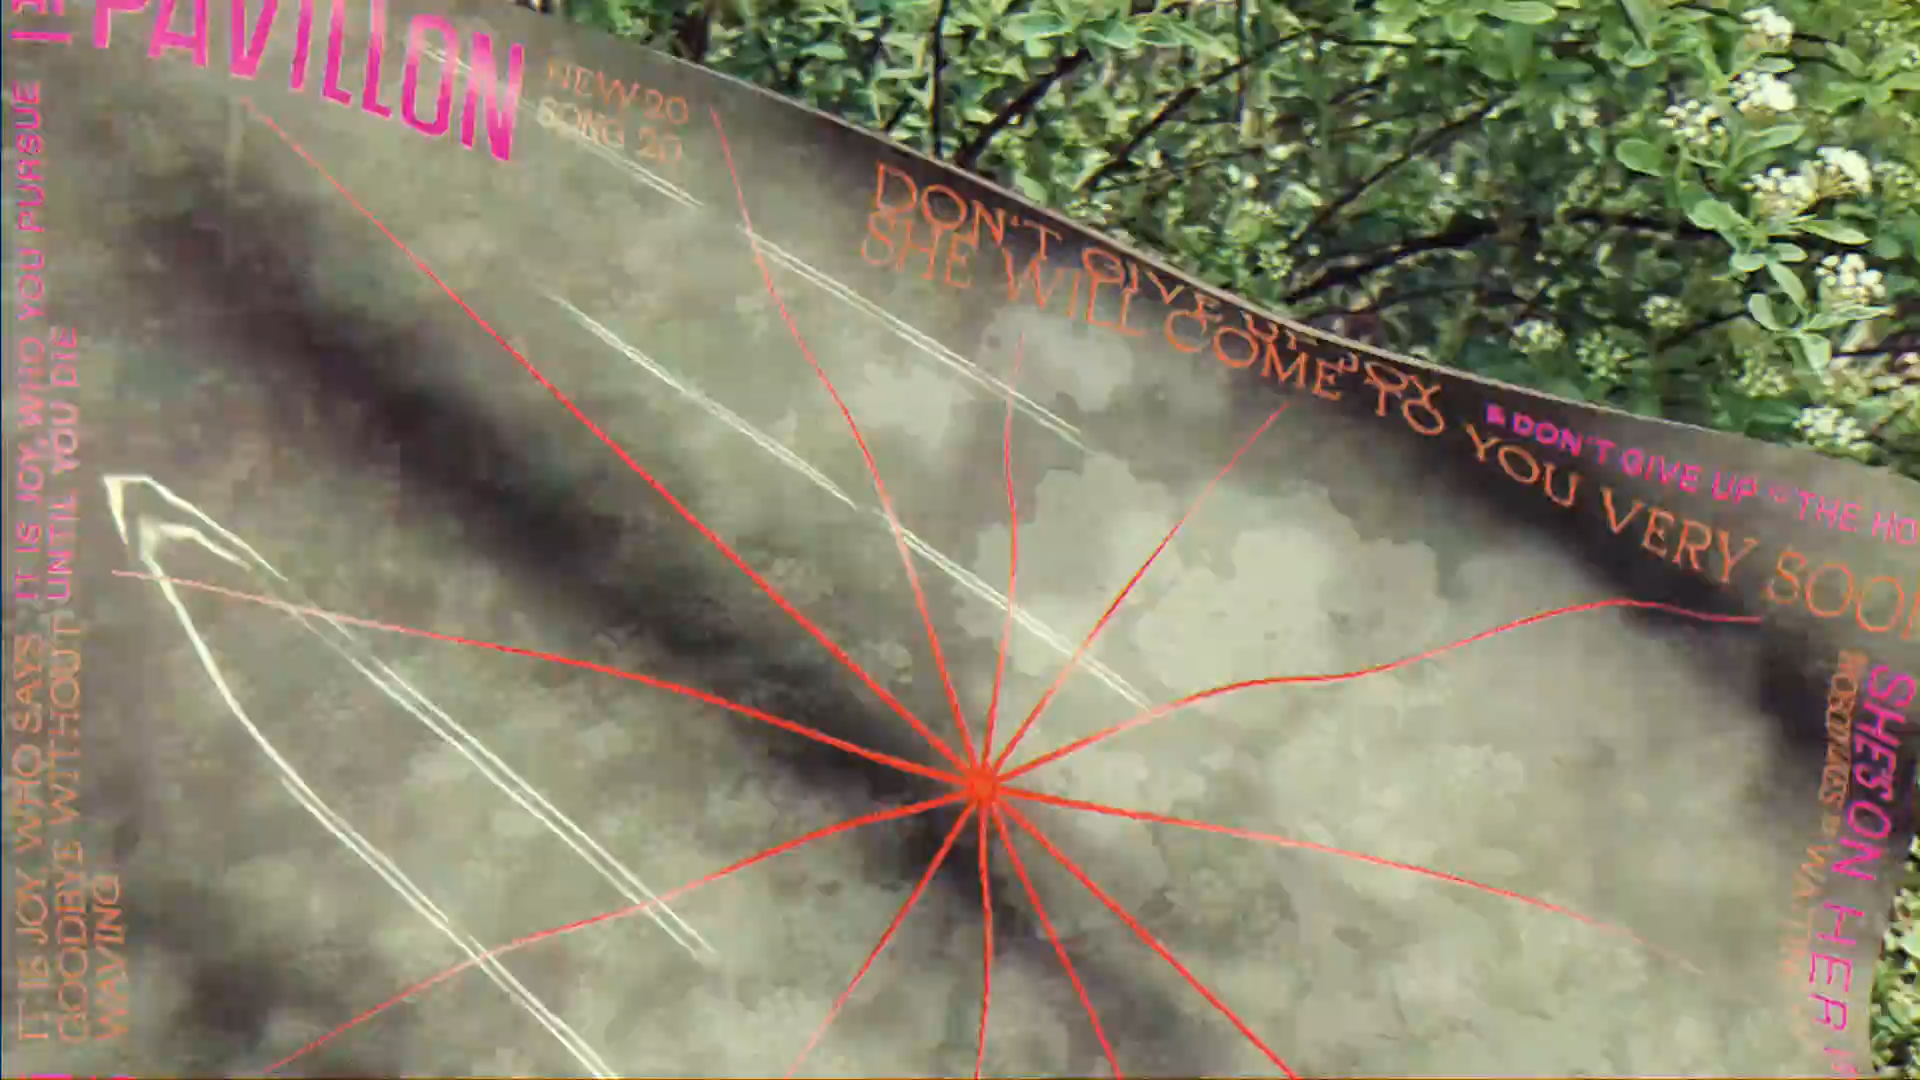 PAVILLON
NEW 20
SONG 20
DON'T GIVE UP JOY
SHE WILL COME TO YOU VERY SOON
& DON'T GIVE UP THE HO
IT IS JOY, WHO YOU PURSUE
UNTIL YOU DIE
IT IS JOY, WHO SAYS
GOODBYE WITHOUT
WAVING
SHE'S ON HER